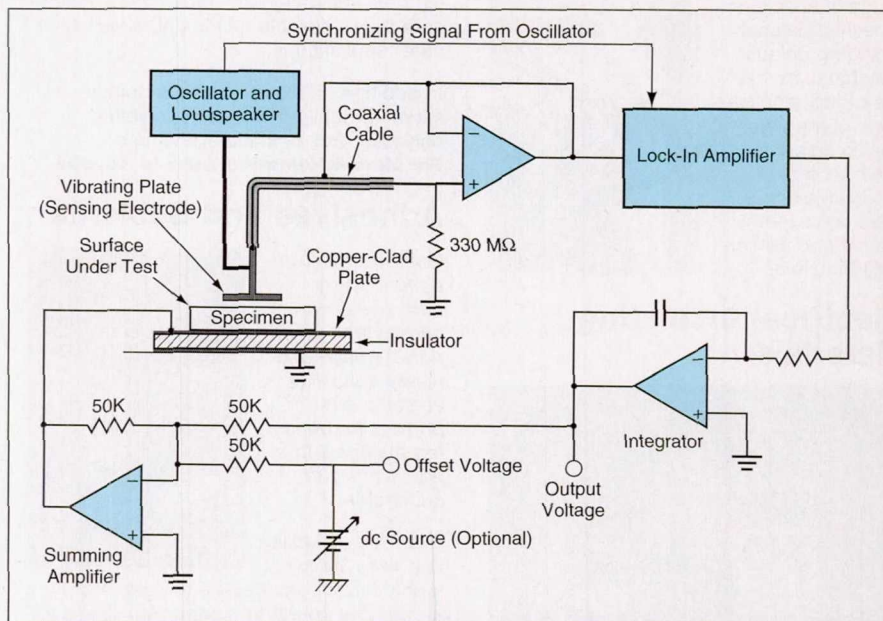 Synchronizing Signal From Oscillator
Oscillator and
Loudspeaker
Coaxial
Cable
Lock-In Amplifier
Vibrating Plate
(Sensing Electrode)
Surface
Under Test
Copper-Clad
Plate
330 MΩ
Specimen
Insulator
50K
50K
50K
Integrator
Offset Voltage
Output
Voltage
dc Source (Optional)
Summing
Amplifier
−
+
−
+
−
+